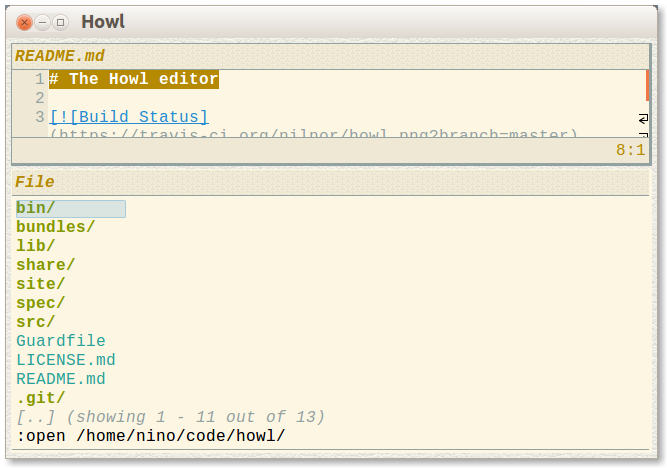 Howl
README.md
1 # The Howl editor
2
3 [![Build Status]
(https://travis-ci.org/nilnor/howl.png?branch=master)
8:1
File
bin/
bundles/
lib/
share/
site/
spec/
src/
Guardfile
LICENSE.md
README.md
.git/
[..] (showing 1 - 11 out of 13)
:open /home/nino/code/howl/